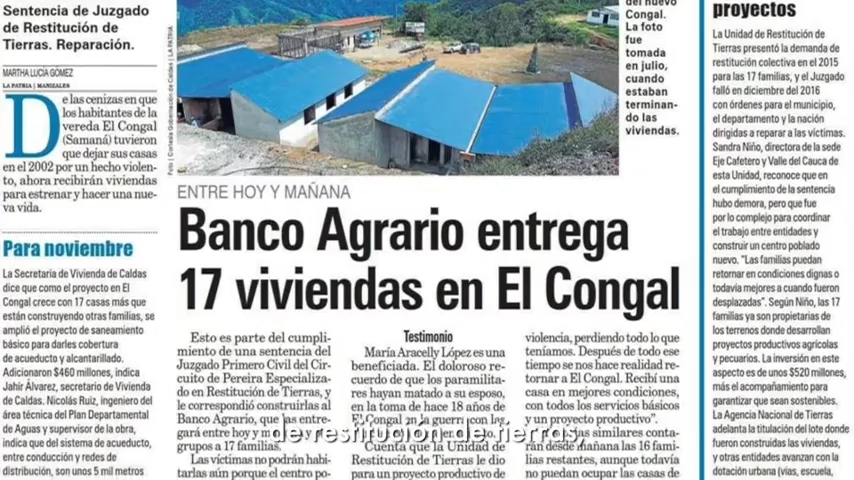 Sentencia de Juzgado
de Restitución de
Tierras. Reparación.
MARTHA LUCÍA GÓMEZ
LA PATRIA | MANIZALES
De las cenizas en que
los habitantes de la
vereda El Congal
(Samaná) tuvieron
que dejar sus casas
en el 2002 por un hecho violen-
to, ahora recibirán viviendas
para estrenar y hacer una nue-
va vida.
Para noviembre
La Secretaría de Vivienda de Caldas
dice que como el proyecto en El
Congal crece con 17 casas más que
están construyendo otras familias, se
amplió el proyecto de saneamiento
básico para darles cobertura
de acueducto y alcantarillado.
Adicionaron $460 millones, indica
Jahir Álvarez, secretario de Vivienda
de Caldas. Nicolás Ruiz, ingeniero del
área técnica del Plan Departamental
de Aguas y supervisor de la obra,
indica que del sistema de acueducto,
entre conducción y redes de
distribución, son unos 5 mil metros
Foto | Cortesía Gobernación de Caldas | LA PATRIA
del nuevo
Congal.
La foto
fue
tomada
en julio,
cuando
estaban
terminan-
do las
viviendas.
ENTRE HOY Y MAÑANA
Banco Agrario entrega
17 viviendas en El Congal
Esto es parte del cumpli-
miento de una sentencia del
Juzgado Primero Civil del Cir-
cuito de Pereira Especializa-
do en Restitución de Tierras, y
le correspondió construirlas al
Banco Agrario, que las entre-
gará entre hoy y
grupos a 17 familias.
Las víctimas no podrán habi-
tarlas aún porque el centro po-
Testimonio
María Aracelly López es una
beneficiada. El doloroso re-
cuerdo de que los paramilita-
res hayan matado a su esposo,
en la toma de hace 18 años de
El Congal en la guerra con las
Cuenta que la Unidad de
Restitución de Tierras le dio
para un proyecto productivo de
violencia, perdiendo todo lo que
teníamos. Después de todo ese
tiempo se nos hace realidad re-
tornar a El Congal. Recibí una
casa en mejores condiciones,
con todos los servicios básicos
y un proyecto productivo".
similares conta-
rán desde mañana las 16 fami-
lias restantes, aunque todavía
no puedan ocupar las casas de
de restitución de tierras,
proyectos
La Unidad de Restitución de
Tierras presentó la demanda de
restitución colectiva en el 2015
para las 17 familias, y el Juzgado
falló en diciembre del 2016
con órdenes para el municipio,
el departamento y la nación
dirigidas a reparar a las víctimas.
Sandra Niño, directora de la sede
Eje Cafetero y Valle del Cauca de
esta Unidad, reconoce que en
el cumplimiento de la sentencia
hubo demora, pero que fue
por lo complejo para coordinar
el trabajo entre entidades y
construir un centro poblado
nuevo. "Las familias puedan
retornar en condiciones dignas o
todavía mejores a cuando fueron
desplazadas". Según Niño, las 17
familias ya son propietarias de
los terrenos donde desarrollan
proyectos productivos agrícolas
y pecuarios. La inversión en este
aspecto es de unos $520 millones,
más el acompañamiento para
garantizar que sean sostenibles.
La Agencia Nacional de Tierras
adelanta la titulación del lote donde
fueron construidas las viviendas,
y otras entidades avanzan con la
dotación urbana (vías, escuela,